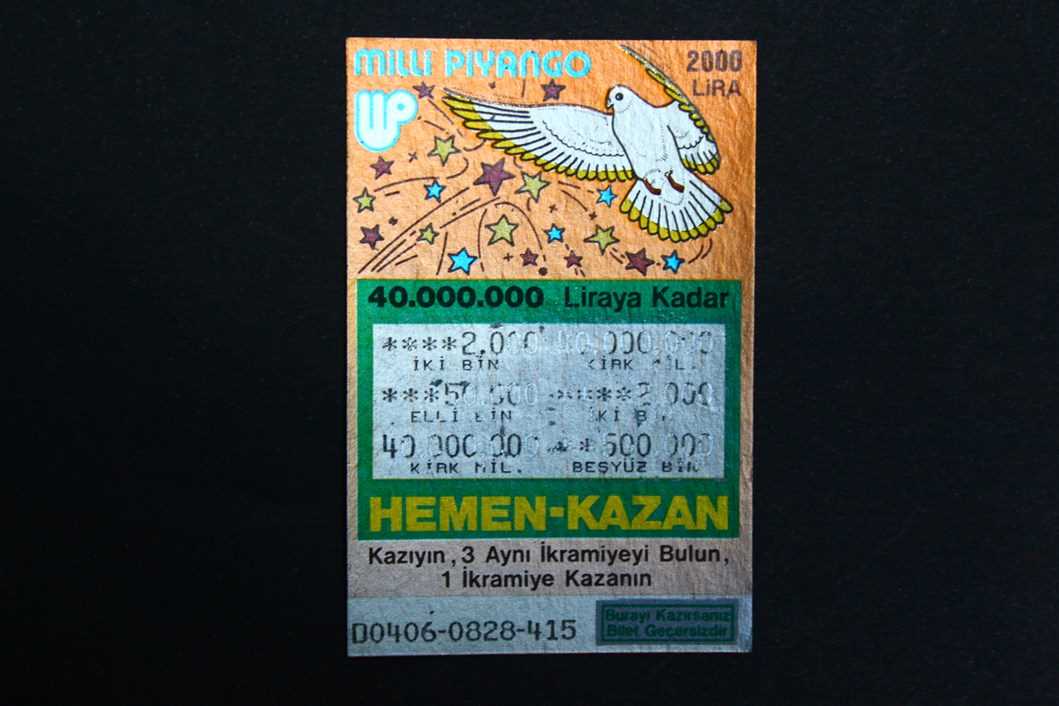 MİLLİ PİYANGO
2000
LİRA
40.000.000 Liraya Kadar
****2.000 40.000.000
İKİ BİN KIRK MİL.
***50.000 ****2.000
ELLİ BİN İKİ BİN
40.000.000 **500.000
KIRK MİL. BEŞYÜZ BİN
HEMEN-KAZAN
Kazıyın, 3 Aynı İkramiyeyi Bulun,
1 İkramiye Kazanın
D0406-0828-415
Burayı Kazırsanız
Bilet Geçersizdir